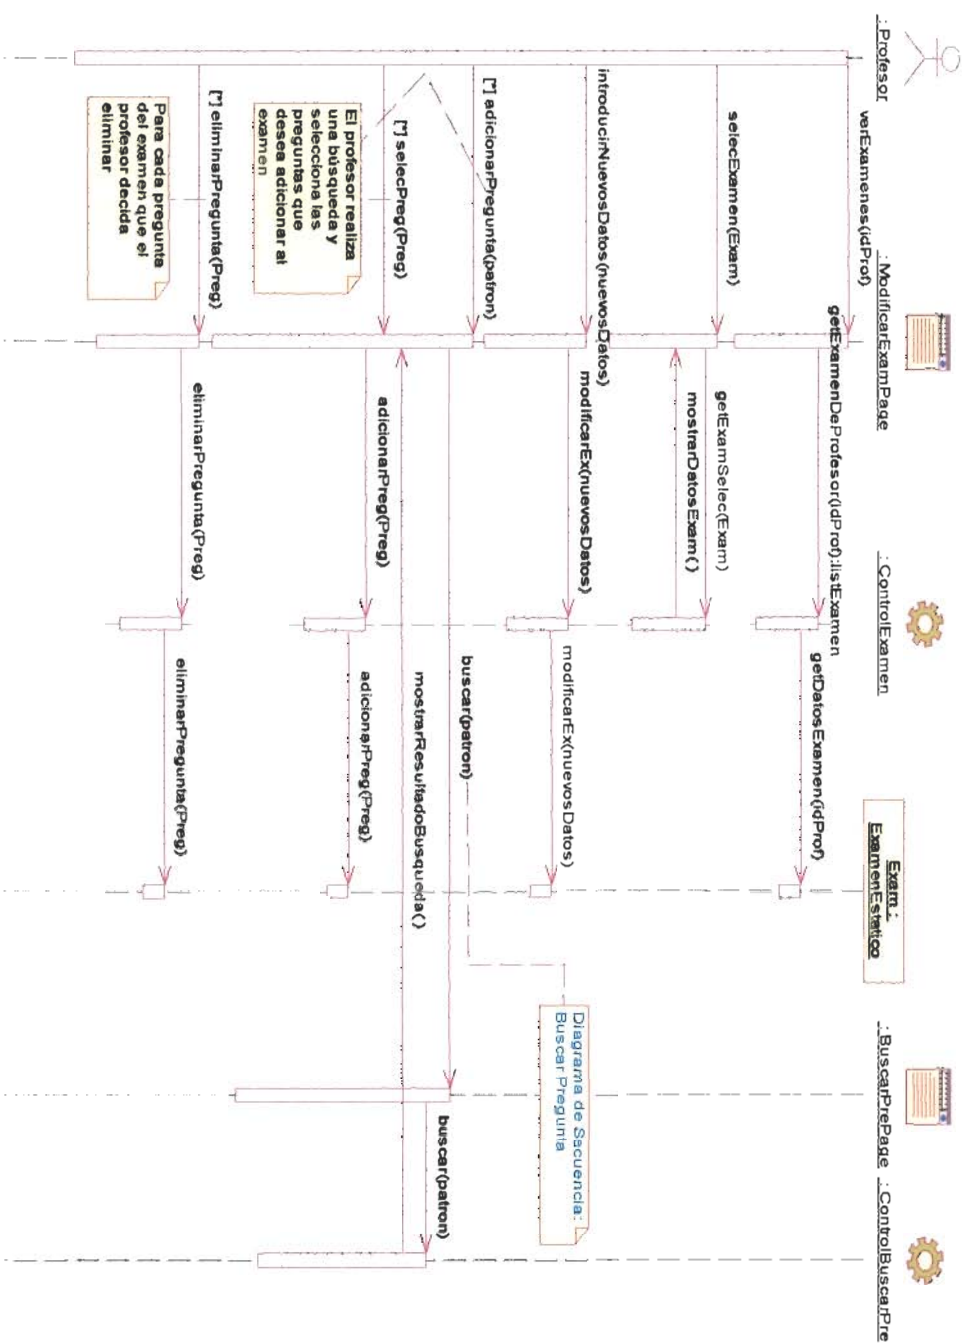 : Profesor
: ModificarExamPage
: ControlExamen
Exam :
ExamenEstatico
: BuscarPrePage
: ControlBuscarPre
verExamenes(idProf)
getExamenDeProfesor(idProf):listExamen
getDatosExamen(idProf)
selecExamen(Exam)
getExamSelec(Exam)
mostrarDatosExam()
introducirNuevosDatos(nuevosDatos)
modificarEx(nuevosDatos)
modificarEx(nuevosDatos)
Diagrama de Sacuencia:
Buscar Pregunta
[*] adicionarPregunta(patron)
buscar(patron)
buscar(patron)
mostrarResultadoBusqueda()
[*] selecPreg(Preg)
adicionarPreg(Preg)
adicionarPreg(Preg)
El profesor realiza
una búsqueda y
selecciona las
preguntas que
desea adicionar al
examen
[*] eliminarPregunta(Preg)
eliminarPregunta(Preg)
eliminarPregunta(Preg)
Para cada pregunta
del examen que el
profesor decida
eliminar